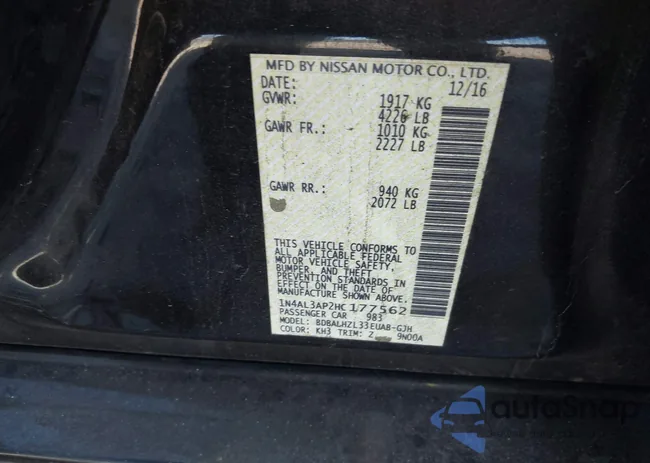 MFD BY NISSAN MOTOR CO., LTD.
DATE: 12/16
GVWR: 1917 KG
4226 LB
GAWR FR.: 1010 KG
2227 LB
GAWR RR.: 940 KG
2072 LB
THIS VEHICLE CONFORMS TO
ALL APPLICABLE FEDERAL
MOTOR VEHICLE SAFETY,
BUMPER, AND THEFT
PREVENTION STANDARDS
IN EFFECT ON THE DATE OF
MANUFACTURE SHOWN ABOVE.
1N4AL3AP2HC177562
PASSENGER CAR 983
MODEL: BDBALHZL33EUAB-GJH
COLOR: KH3 TRIM: Z 9N00A
autoSnap